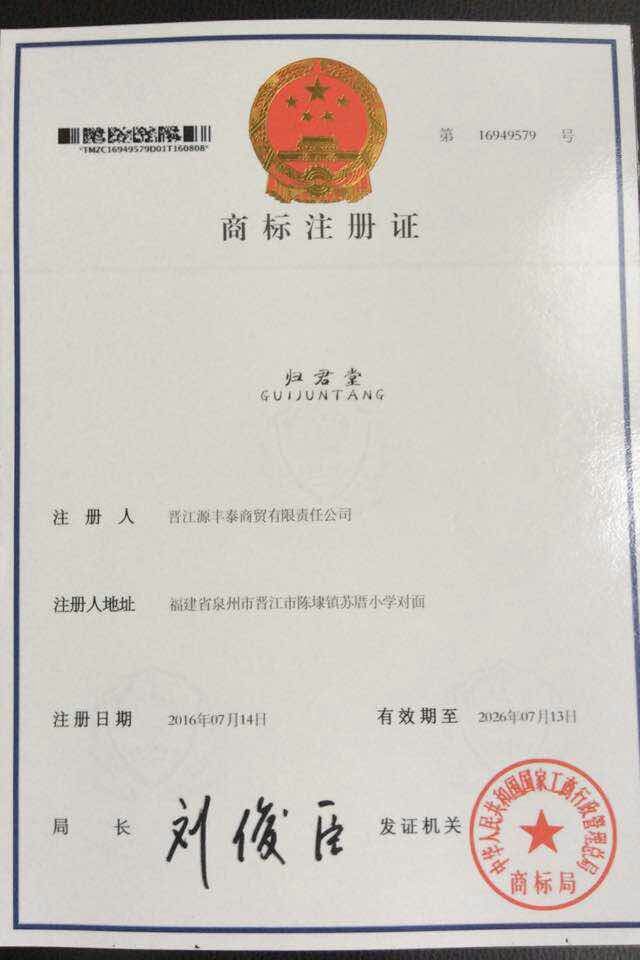 *TMZC16949579D01T160808*
第 16949579 号
商标注册证
归君堂
GUIJUNTANG
注册人 晋江源丰泰商贸有限责任公司
注册人地址 福建省泉州市晋江市陈埭镇苏厝小学对面
注册日期 2016年07月14日 有效期至 2026年07月13日
局长 刘俊臣 发证机关
中华人民共和国国家工商行政管理总局
商标局